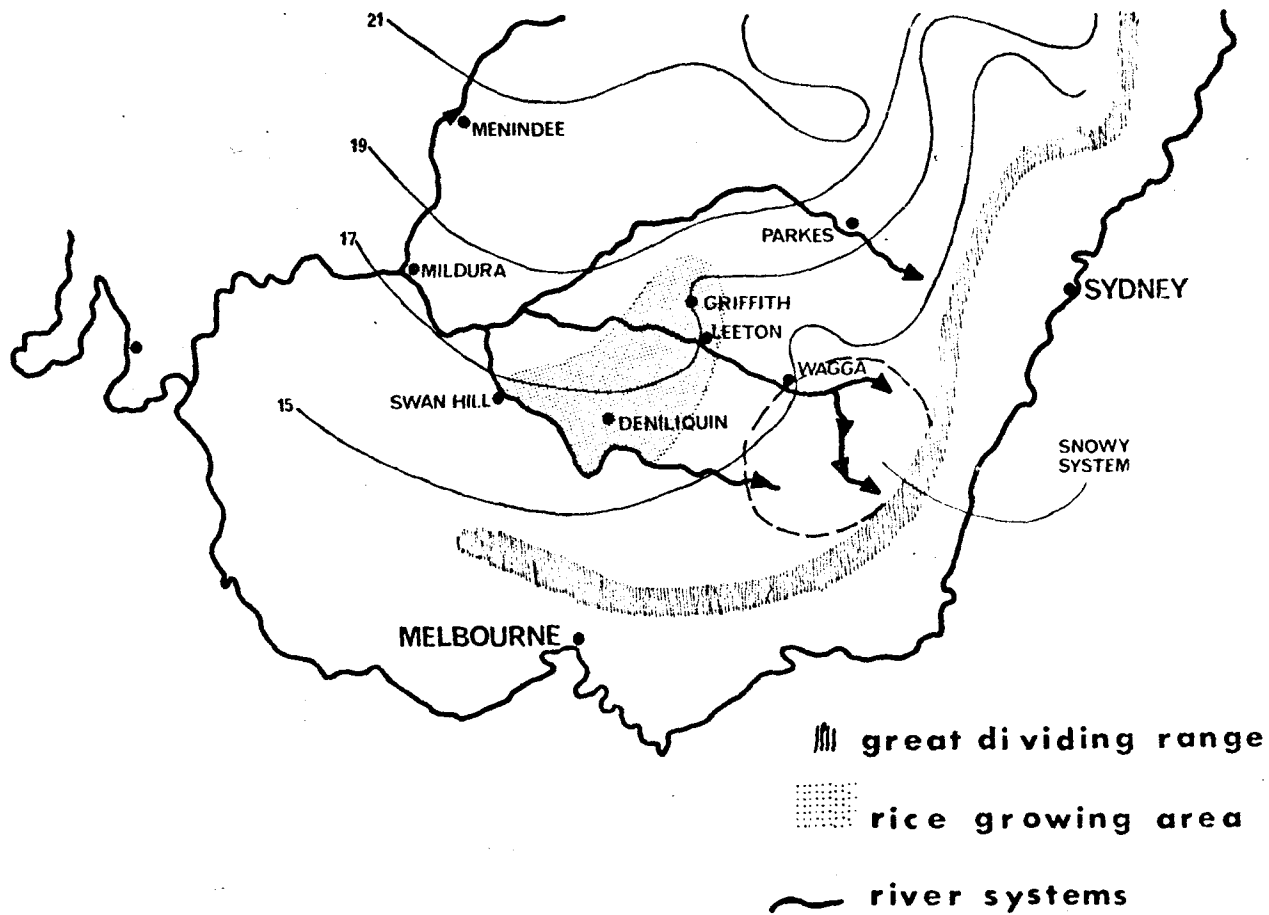 21
MENINDEE
19
PARKES
17
MILDURA
SYDNEY
GRIFFITH
LEETON
WAGGA
SWAN HILL
15
DENILIQUIN
SNOWY
SYSTEM
MELBOURNE
great dividing range
rice growing area
river systems